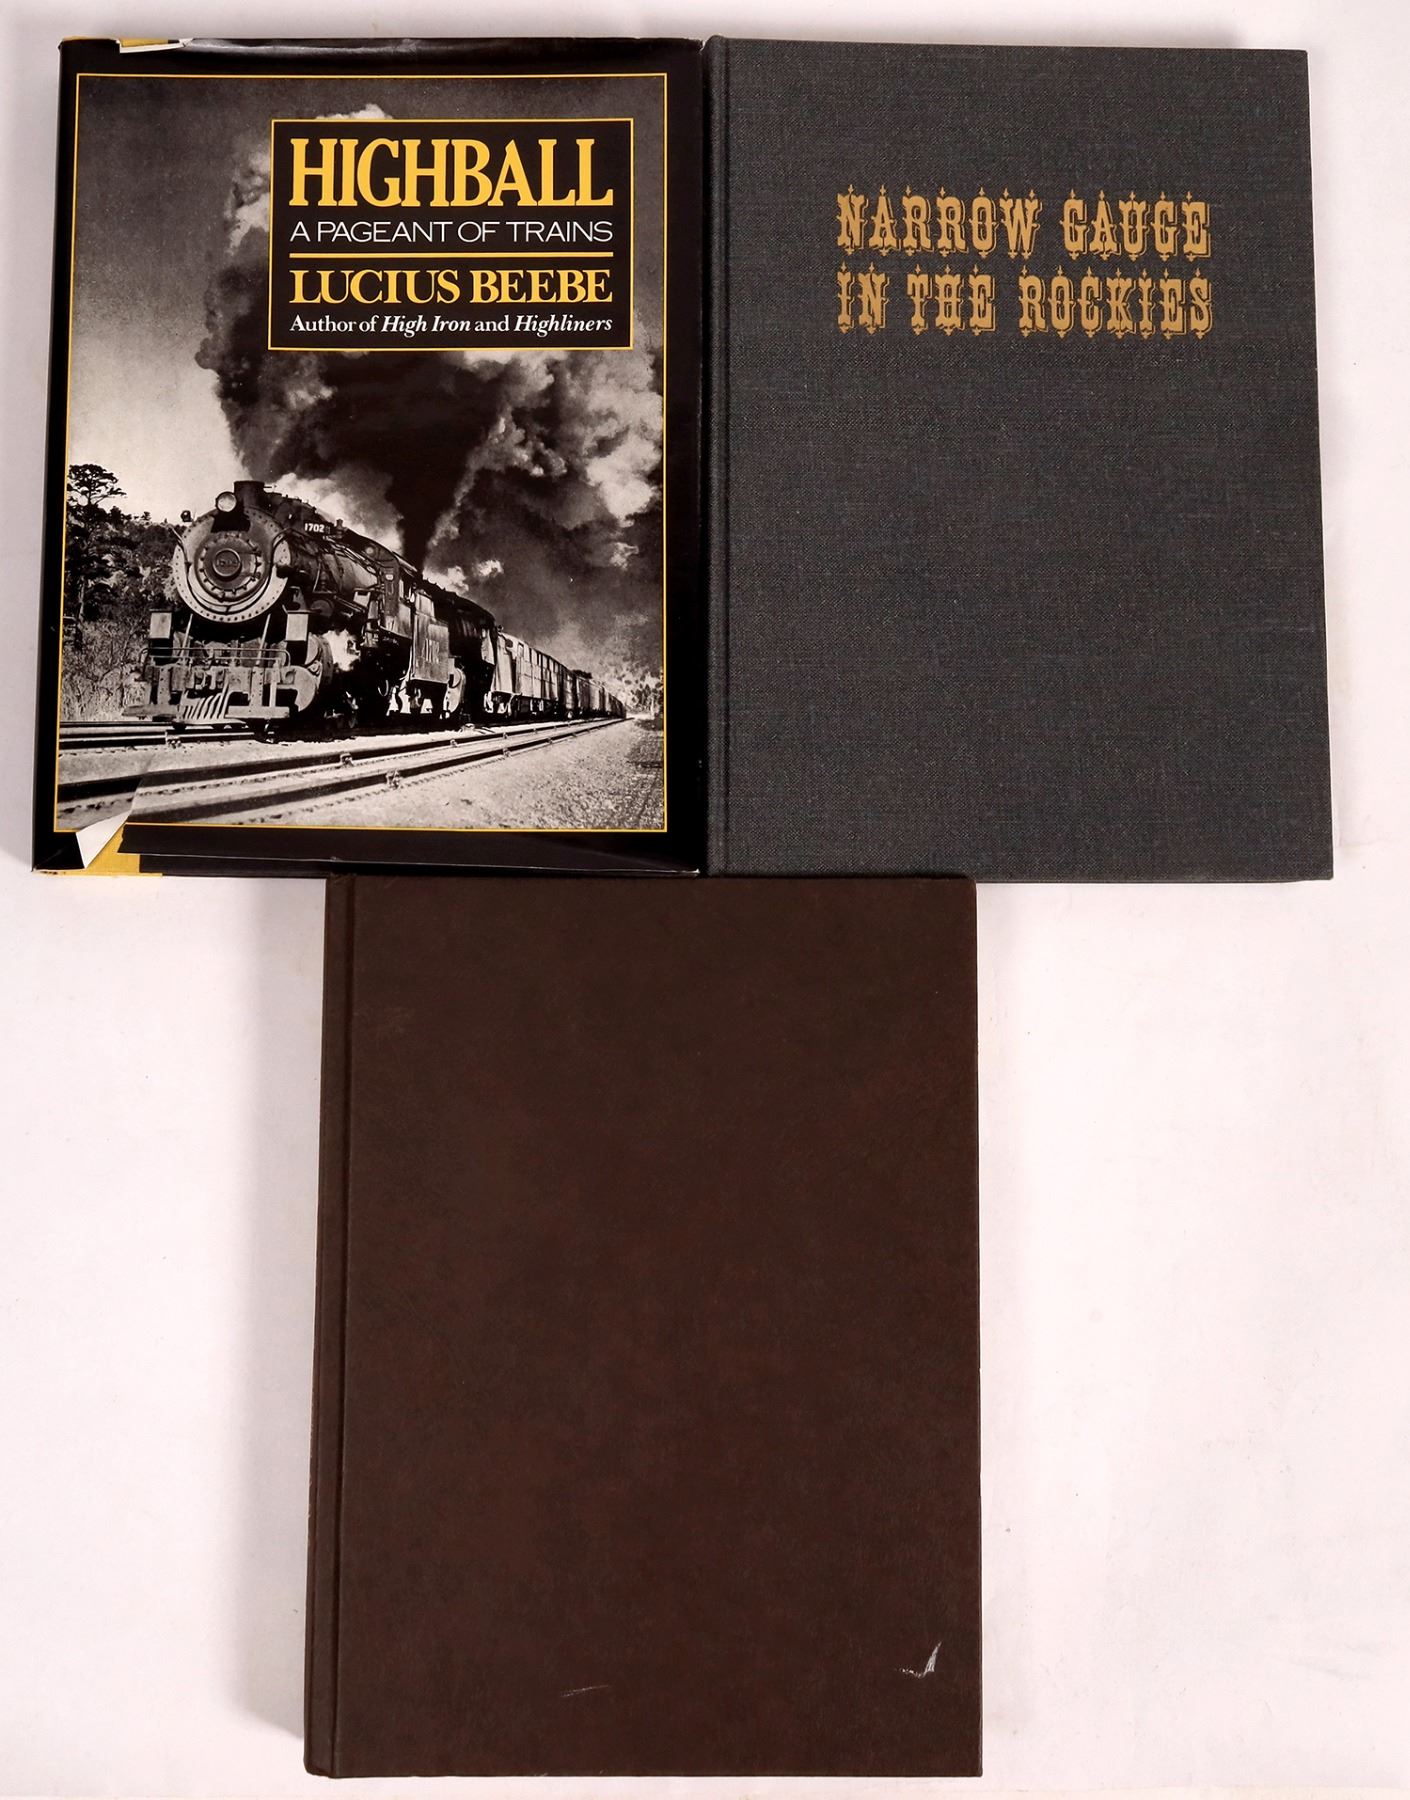 HIGHBALL
A PAGEANT OF TRAINS
LUCIUS BEEBE
Author of High Iron and Highliners
1702
NARROW GAUGE
IN THE ROCKIES